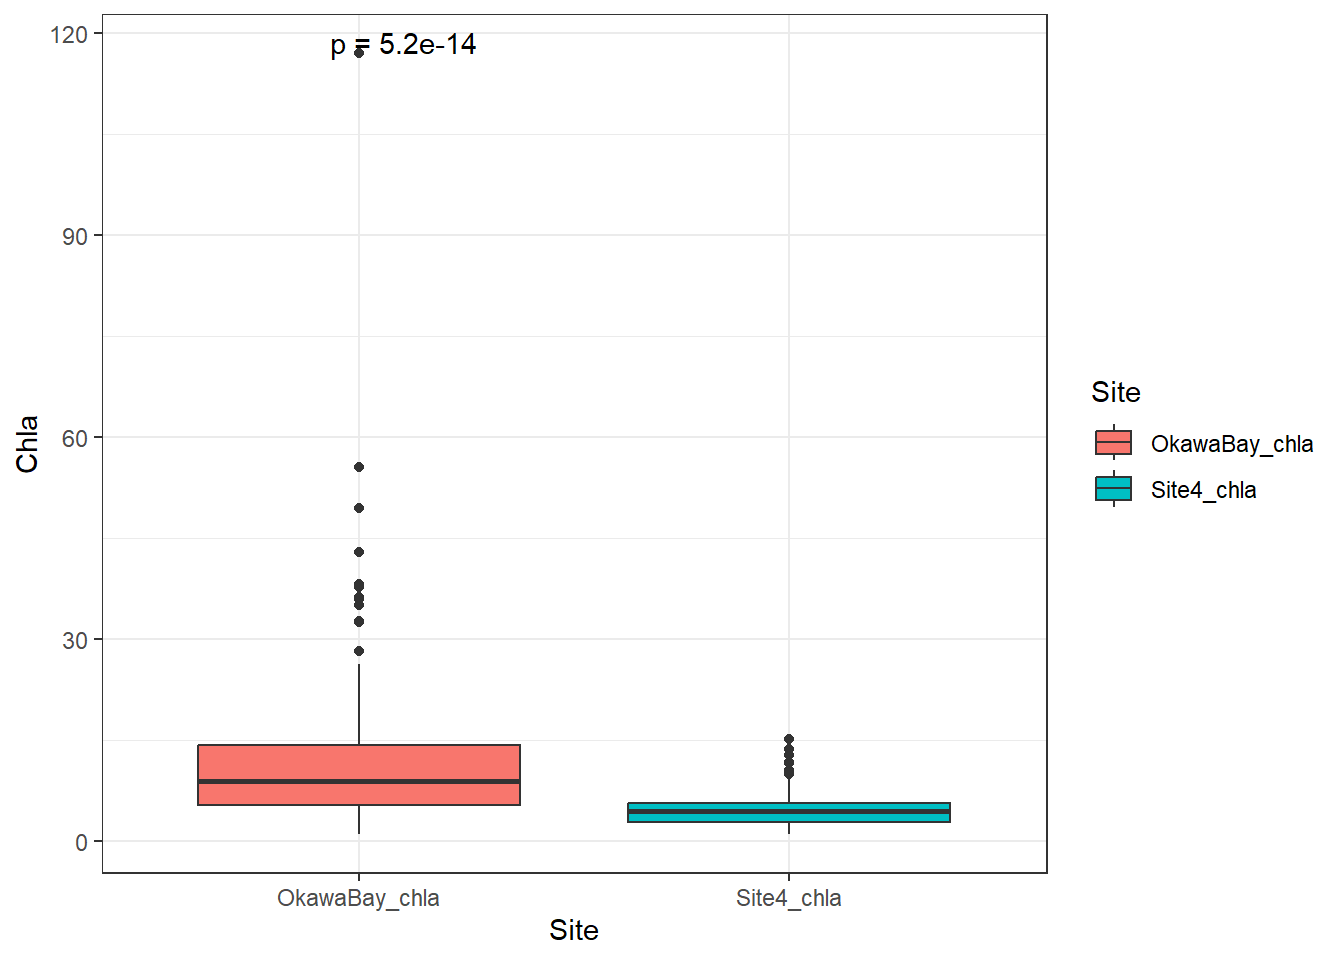 p = 5.2e-14
120
90
60
30
0
Chla
OkawaBay_chla
Site4_chla
Site
Site
OkawaBay_chla
Site4_chla